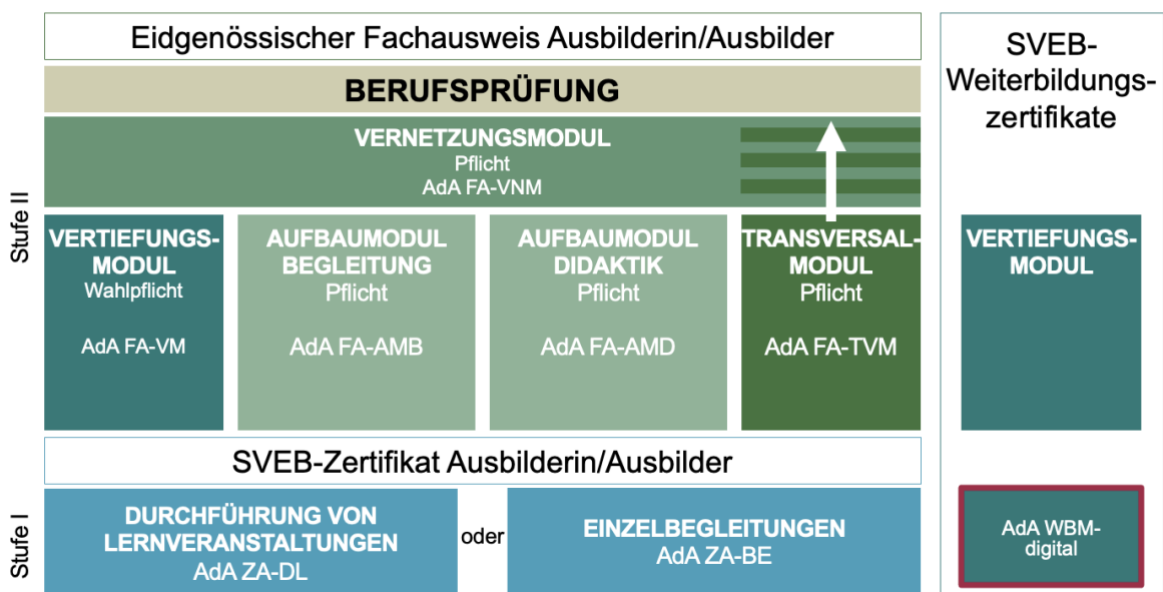 Eidgenössischer Fachausweis Ausbilderin/Ausbilder
BERUFSPRÜFUNG
VERNETZUNGSMODUL
Pflicht
AdA FA-VNM
Stufe II
VERTIEFUNGS-
MODUL
Wahlpflicht
AdA FA-VM
AUFBAUMODUL
BEGLEITUNG
Pflicht
AdA FA-AMB
AUFBAUMODUL
DIDAKTIK
Pflicht
AdA FA-AMD
TRANSVERSAL-
MODUL
Pflicht
AdA FA-TVM
SVEB-Zertifikat Ausbilderin/Ausbilder
Stufe I
DURCHFÜHRUNG VON
LERNVERANSTALTUNGEN
AdA ZA-DL
oder
EINZELBEGLEITUNGEN
AdA ZA-BE
SVEB-
Weiterbildungs-
zertifikate
VERTIEFUNGS-
MODUL
AdA WBM-
digital